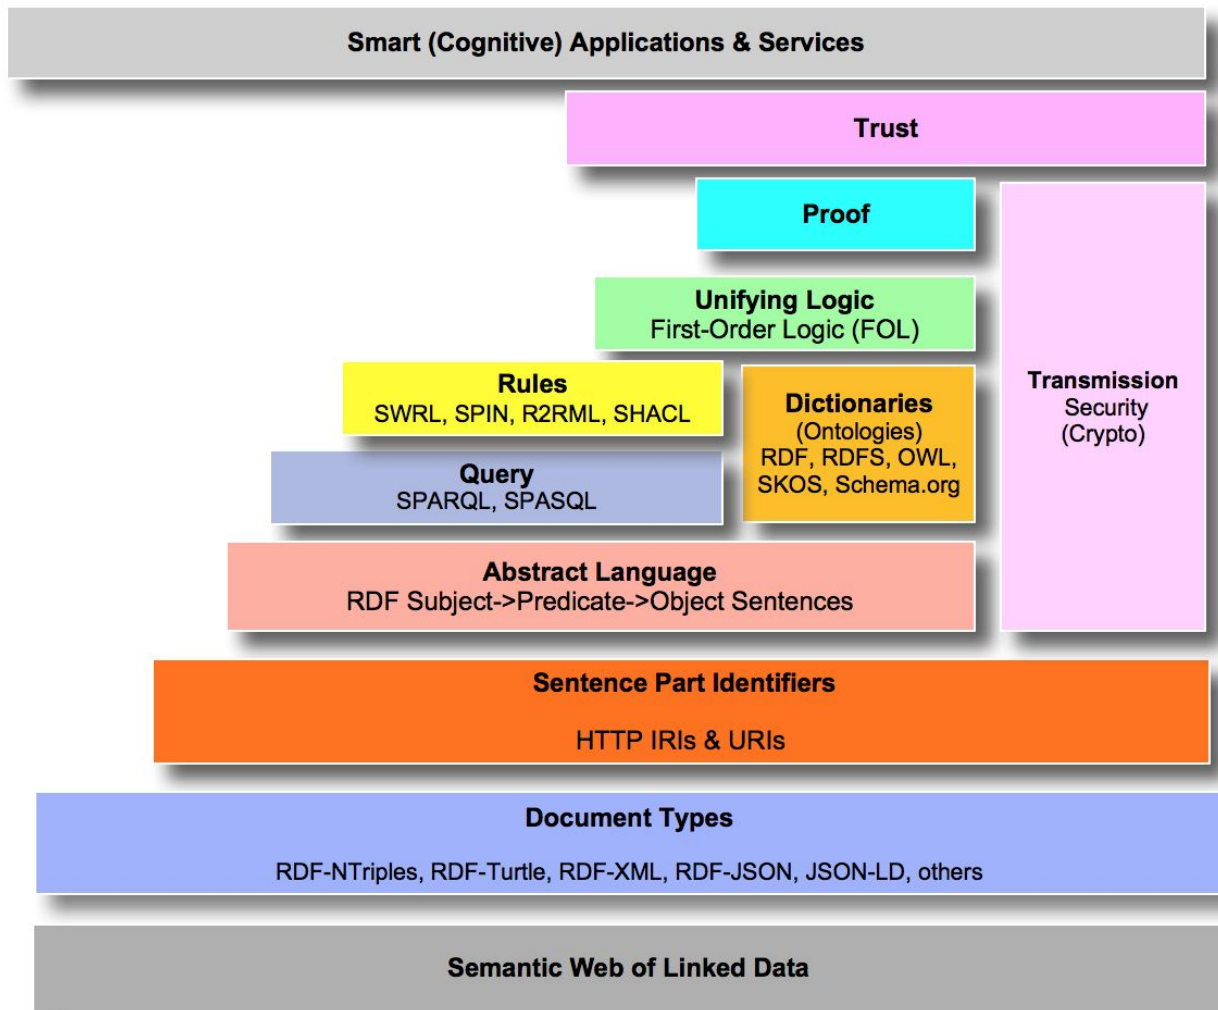 Smart (Cognitive) Applications & Services
Trust
Proof
Unifying Logic
First-Order Logic (FOL)
Rules
SWRL, SPIN, R2RML, SHACL
Dictionaries
(Ontologies)
RDF, RDFS, OWL,
SKOS, Schema.org
Transmission
Security
(Crypto)
Query
SPARQL, SPASQL
Abstract Language
RDF Subject->Predicate->Object Sentences
Sentence Part Identifiers
HTTP IRIs & URIs
Document Types
RDF-NTriples, RDF-Turtle, RDF-XML, RDF-JSON, JSON-LD, others
Semantic Web of Linked Data